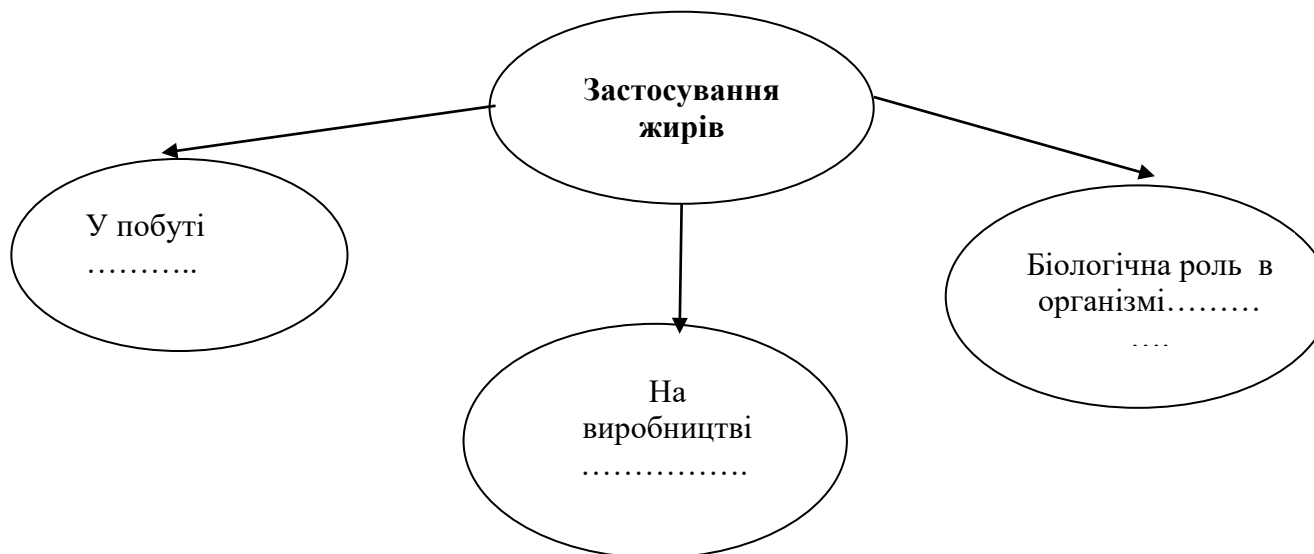 Застосування
жирів
У побуті
………..
Біологічна роль в
організмі………
….
На
виробництві
…………….